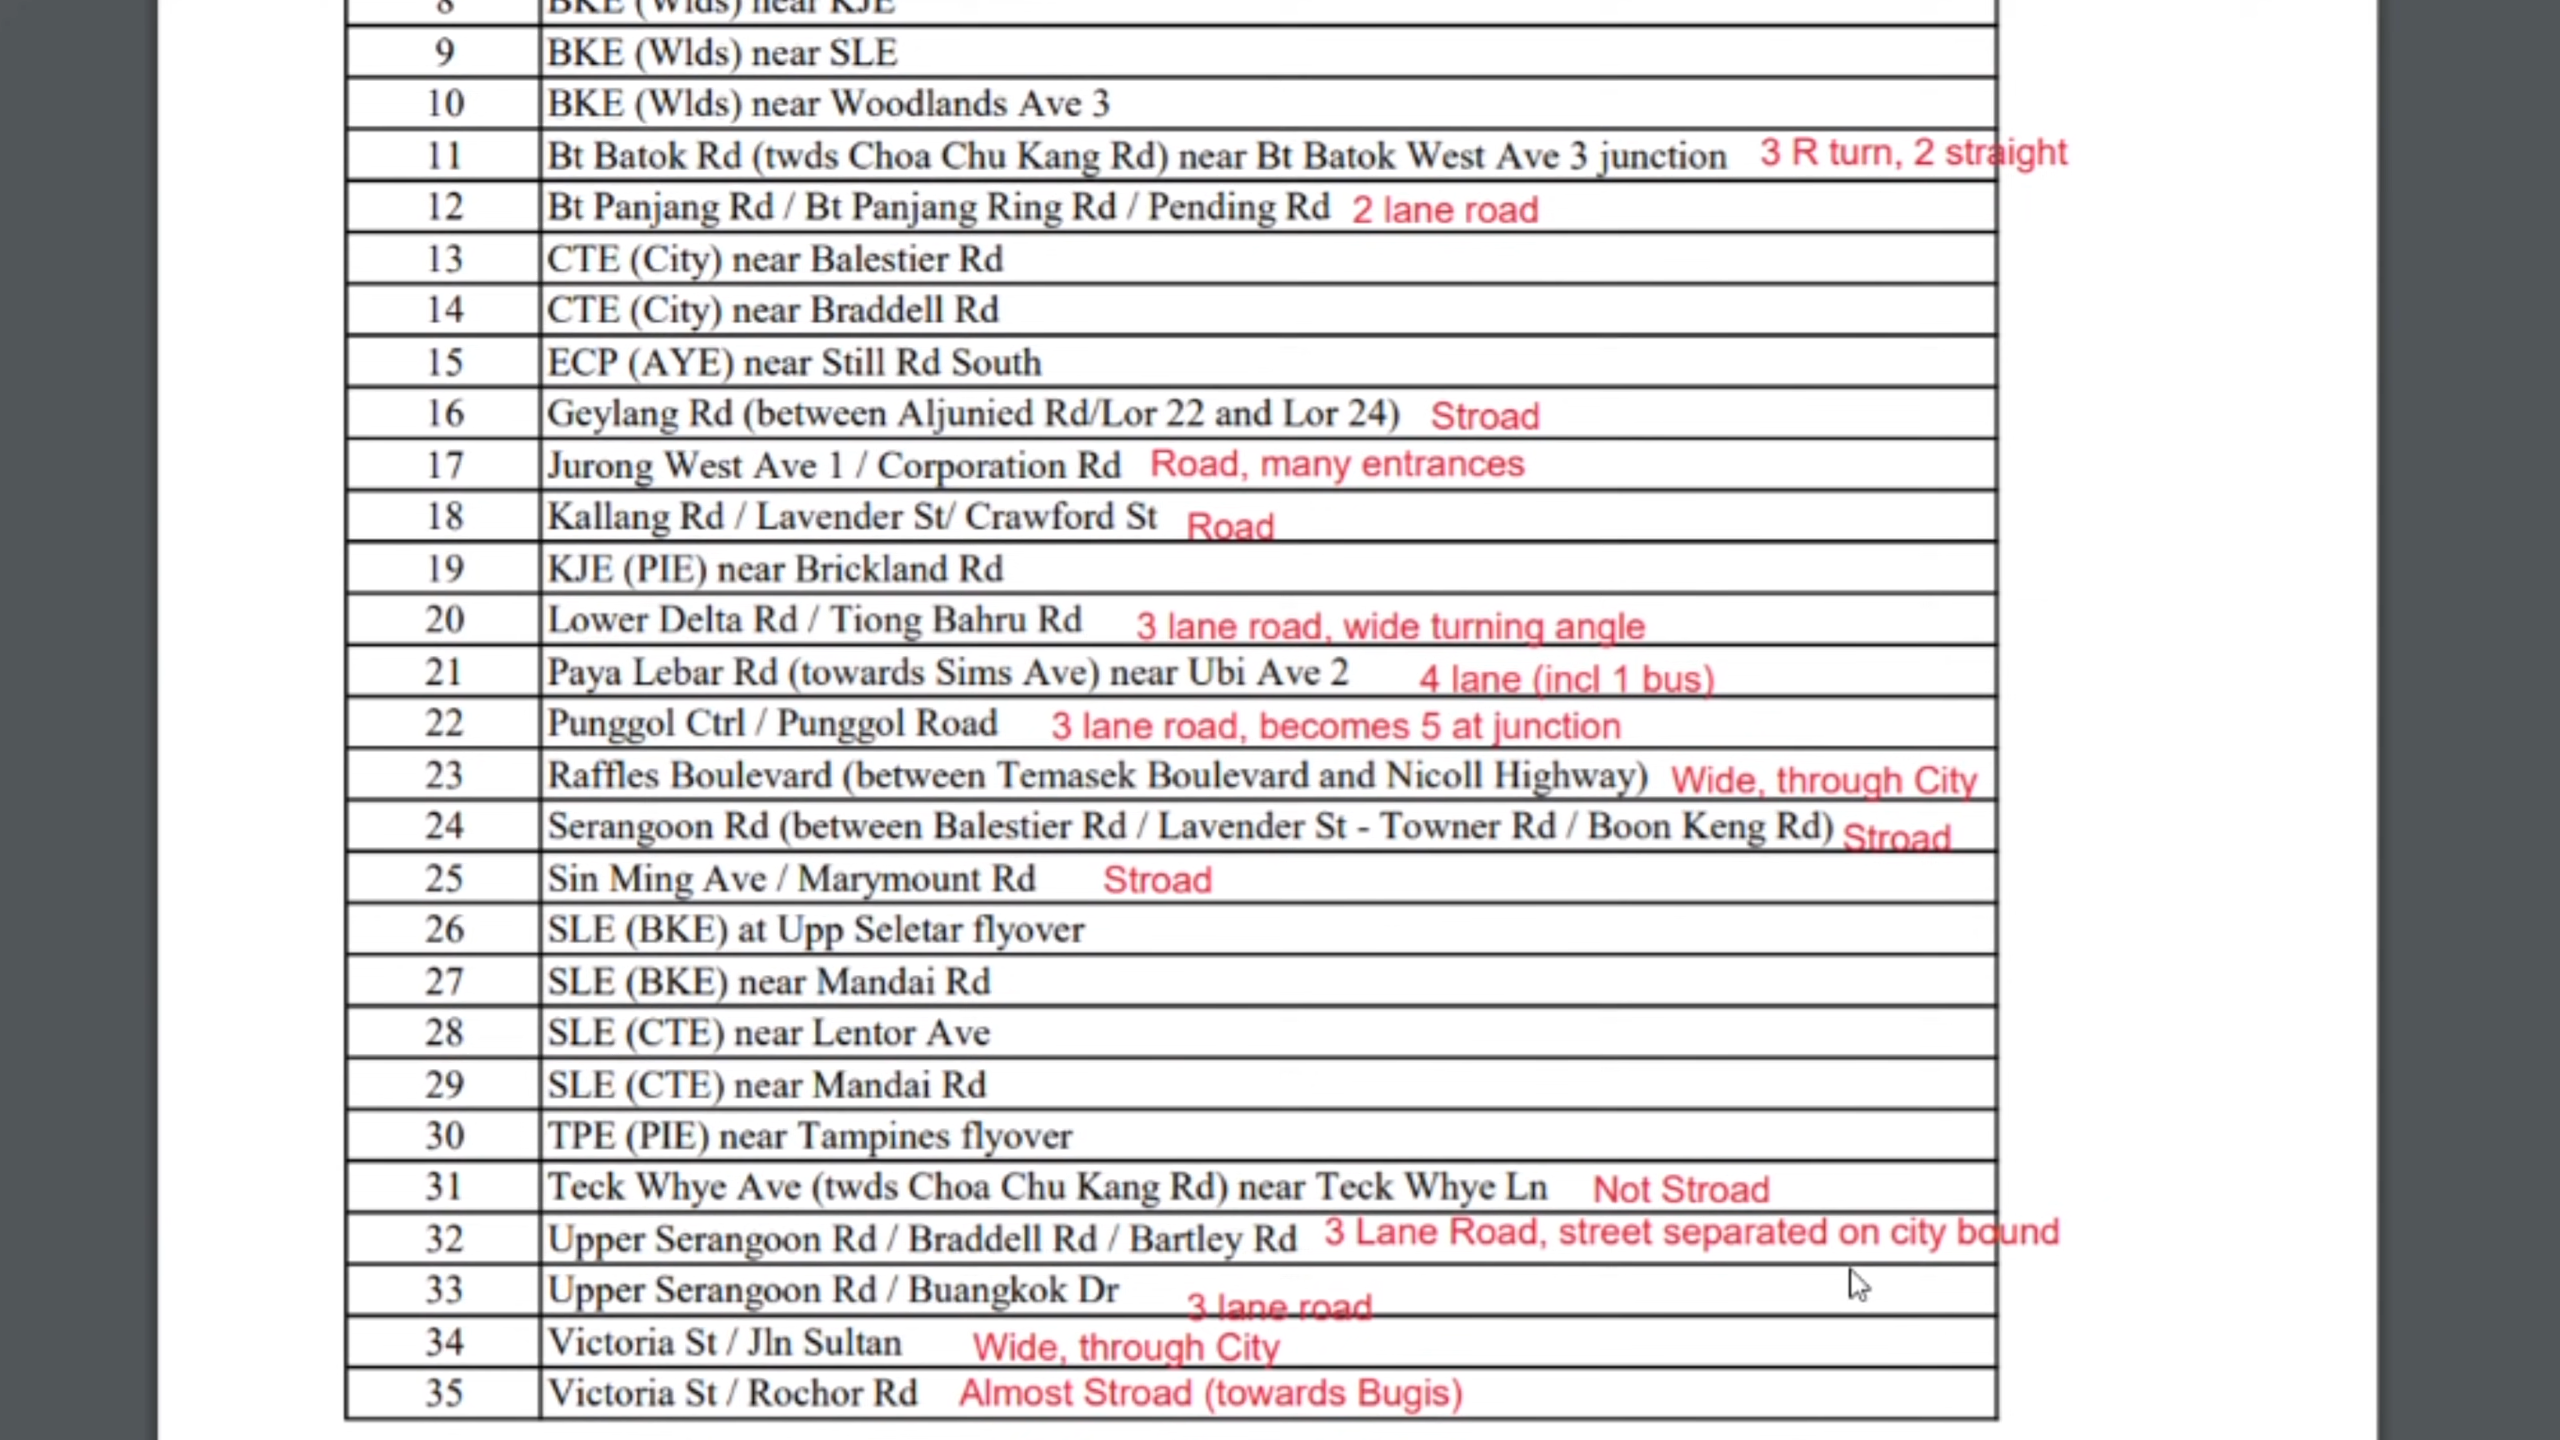 8 BKE (Wlds) near KJE
9 BKE (Wlds) near SLE
10 BKE (Wlds) near Woodlands Ave 3
11 Bt Batok Rd (twds Choa Chu Kang Rd) near Bt Batok West Ave 3 junction 3 R turn, 2 straight
12 Bt Panjang Rd / Bt Panjang Ring Rd / Pending Rd 2 lane road
13 CTE (City) near Balestier Rd
14 CTE (City) near Braddell Rd
15 ECP (AYE) near Still Rd South
16 Geylang Rd (between Aljunied Rd/Lor 22 and Lor 24) Stroad
17 Jurong West Ave 1 / Corporation Rd Road, many entrances
18 Kallang Rd / Lavender St/ Crawford St Road
19 KJE (PIE) near Brickland Rd
20 Lower Delta Rd / Tiong Bahru Rd 3 lane road, wide turning angle
21 Paya Lebar Rd (towards Sims Ave) near Ubi Ave 2 4 lane (incl 1 bus)
22 Punggol Ctrl / Punggol Road 3 lane road, becomes 5 at junction
23 Raffles Boulevard (between Temasek Boulevard and Nicoll Highway) Wide, through City
24 Serangoon Rd (between Balestier Rd / Lavender St - Towner Rd / Boon Keng Rd) Stroad
25 Sin Ming Ave / Marymount Rd Stroad
26 SLE (BKE) at Upp Seletar flyover
27 SLE (BKE) near Mandai Rd
28 SLE (CTE) near Lentor Ave
29 SLE (CTE) near Mandai Rd
30 TPE (PIE) near Tampines flyover
31 Teck Whye Ave (twds Choa Chu Kang Rd) near Teck Whye Ln Not Stroad
32 Upper Serangoon Rd / Braddell Rd / Bartley Rd 3 Lane Road, street separated on city bound
33 Upper Serangoon Rd / Buangkok Dr 3 lane road
34 Victoria St / Jln Sultan Wide, through City
35 Victoria St / Rochor Rd Almost Stroad (towards Bugis)